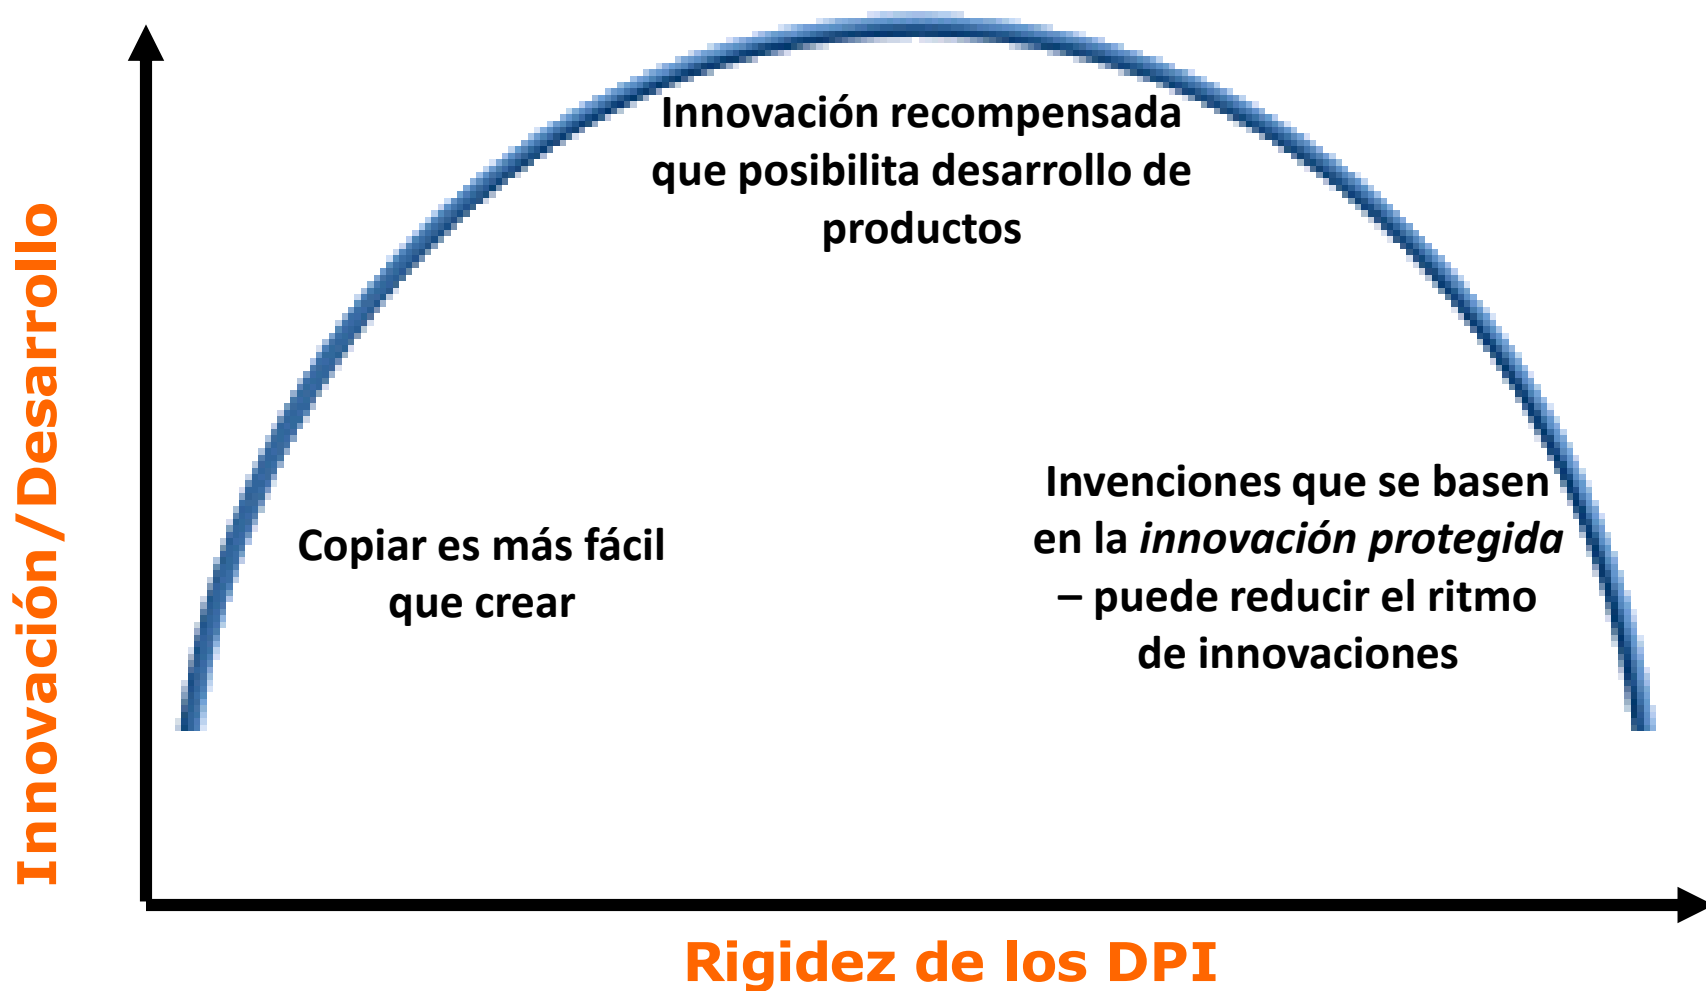 Innovación recompensada
que posibilita desarrollo de
productos
Innovación/Desarrollo
Copiar es más fácil
que crear
Invenciones que se basen
en la innovación protegida
– puede reducir el ritmo
de innovaciones
Rigidez de los DPI